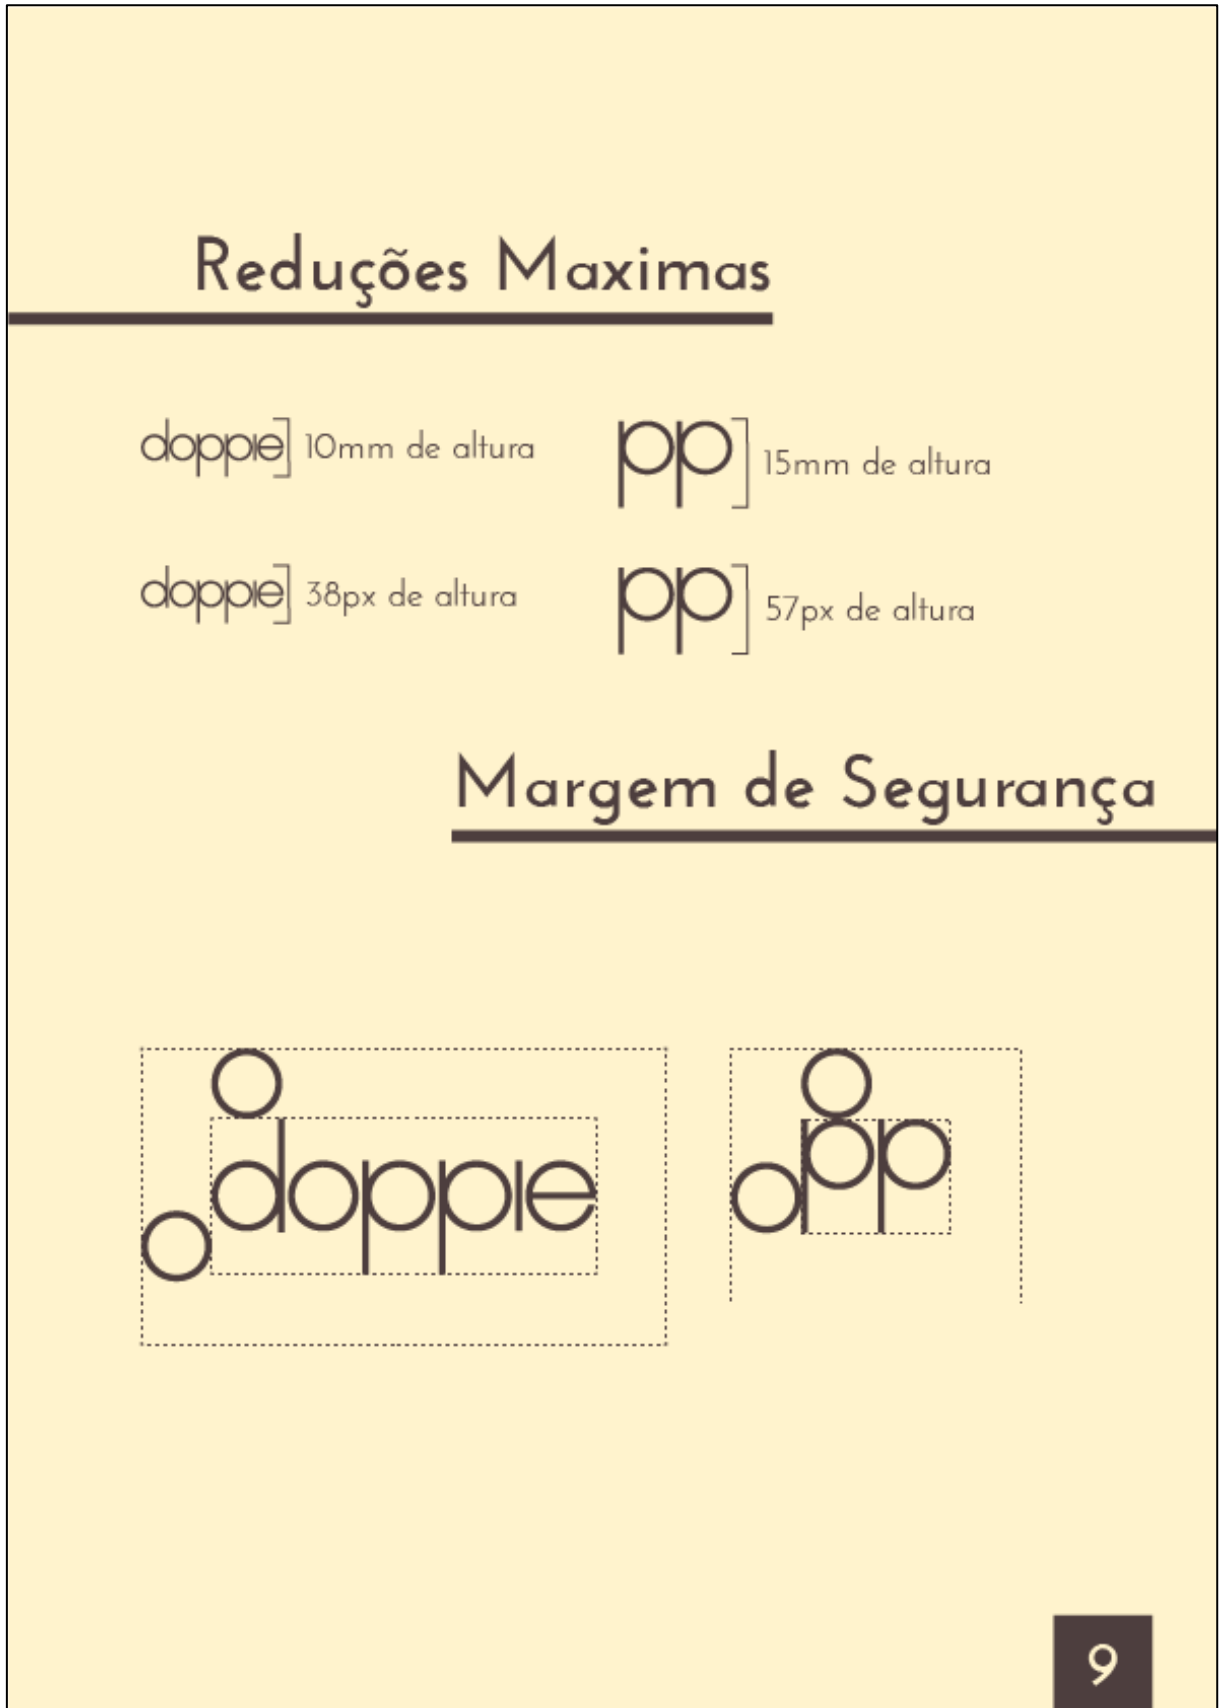 Reduções Maximas
doppie 10mm de altura
pp 15mm de altura
doppie 38px de altura
pp 57px de altura
Margem de Segurança
o
doppie
o
o
pp
o
9